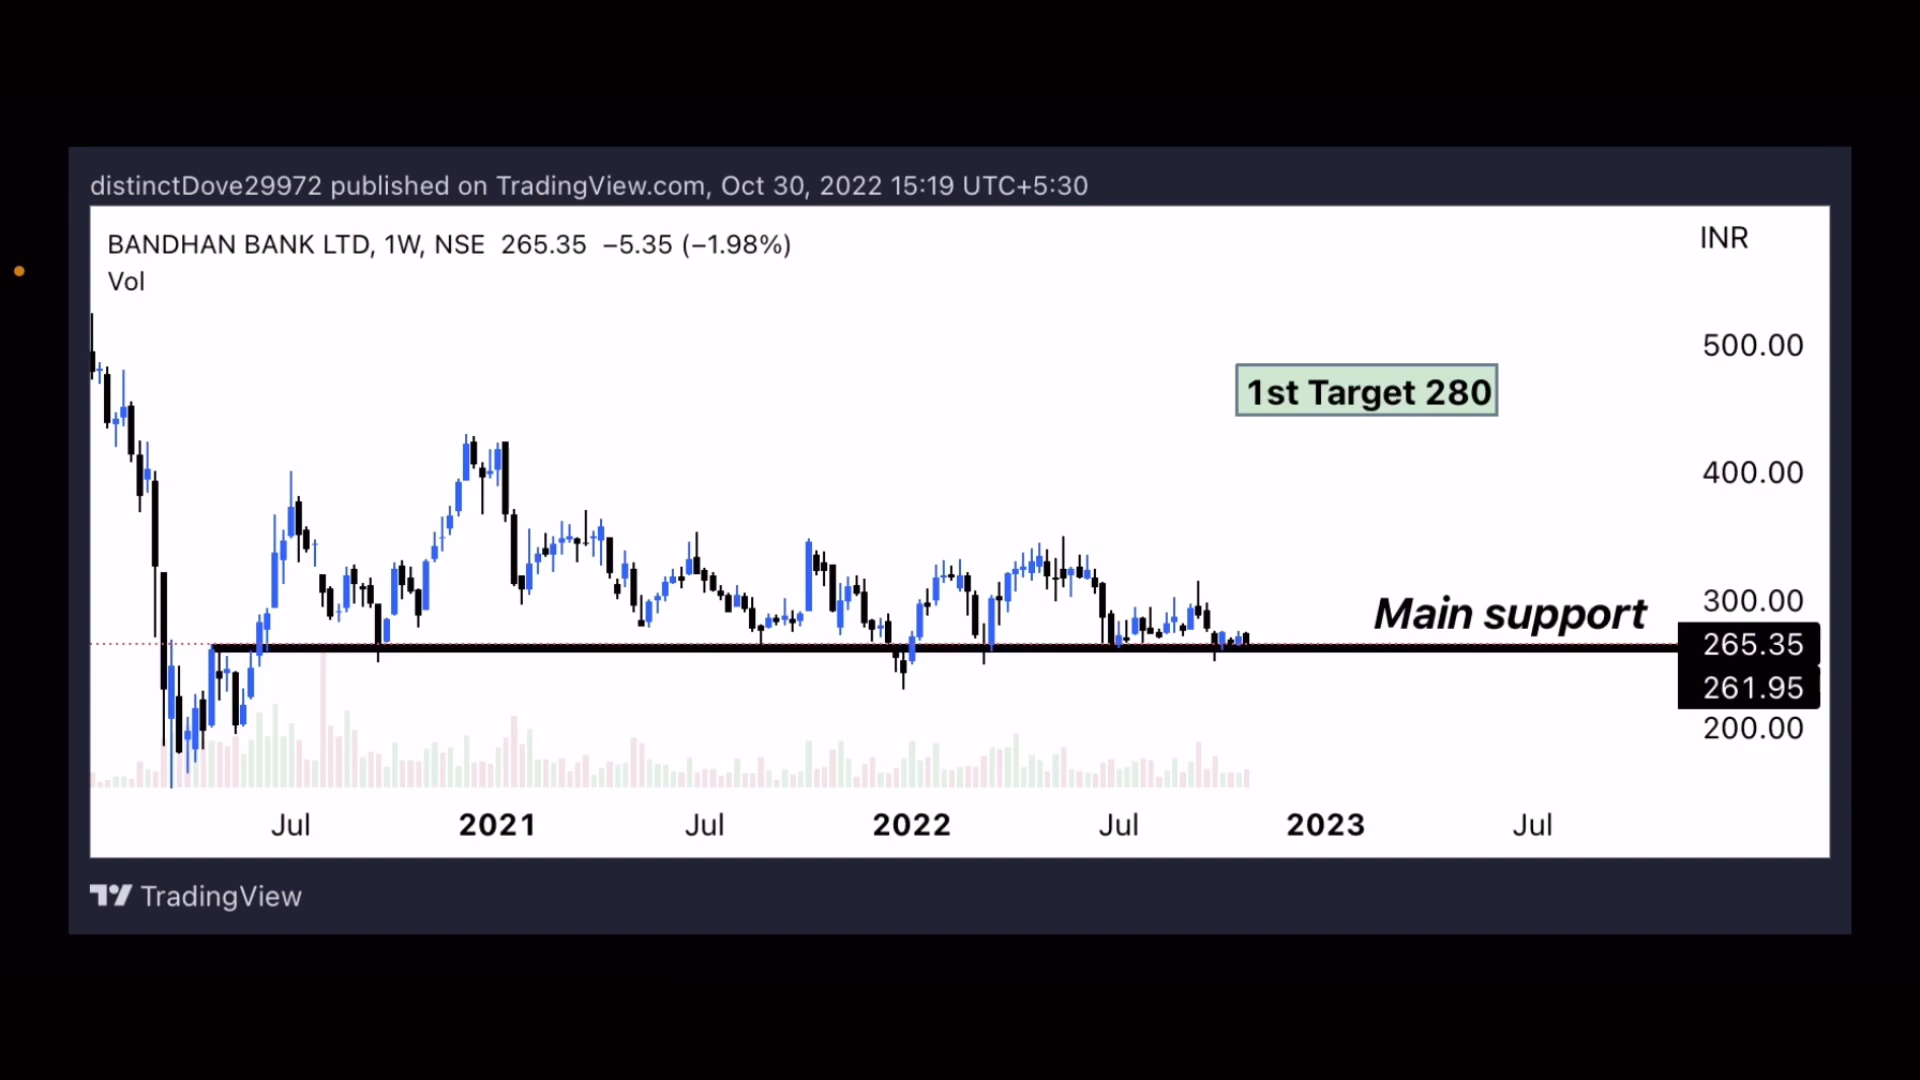 distinctDove29972 published on TradingView.com, Oct 30, 2022 15:19 UTC+5:30
BANDHAN BANK LTD, 1W, NSE 265.35 −5.35 (−1.98%)
INR
Vol
500.00
1st Target 280
400.00
300.00
Main support
265.35
261.95
200.00
Jul 2021 Jul 2022 Jul 2023 Jul
TradingView